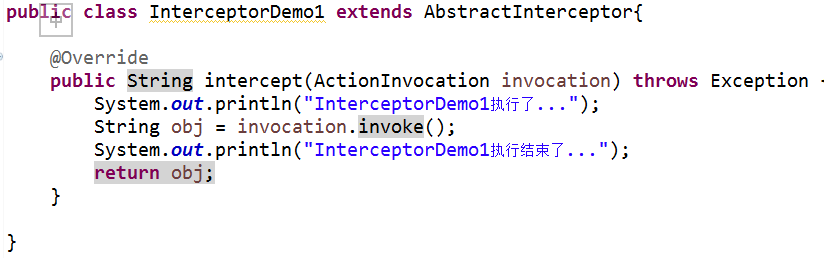 public class InterceptorDemo1 extends AbstractInterceptor{
@Override
public String intercept(ActionInvocation invocation) throws Exception
System.out.println("InterceptorDemo1执行了...");
String obj = invocation.invoke();
System.out.println("InterceptorDemo1执行结束了...");
return obj;
}
}